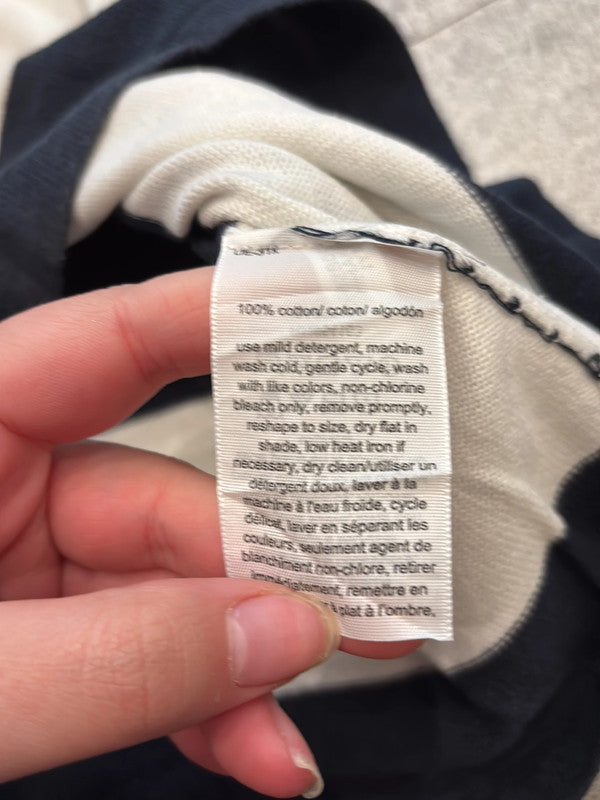 100% cotton/ coton/ algodón
use mild detergent, machine
wash cold, gentle cycle, wash
with like colors, non-chlorine
bleach only, remove promptly,
reshape to size, dry flat in
shade, low heat iron if
necessary, dry clean/utiliser un
détergent doux, laver à la
machine à l'eau froide, cycle
délicat, laver en séparant les
couleurs, seulement agent de
blanchiment non-chlore, retirer
immédiatement, remettre en
à plat à l'ombre,